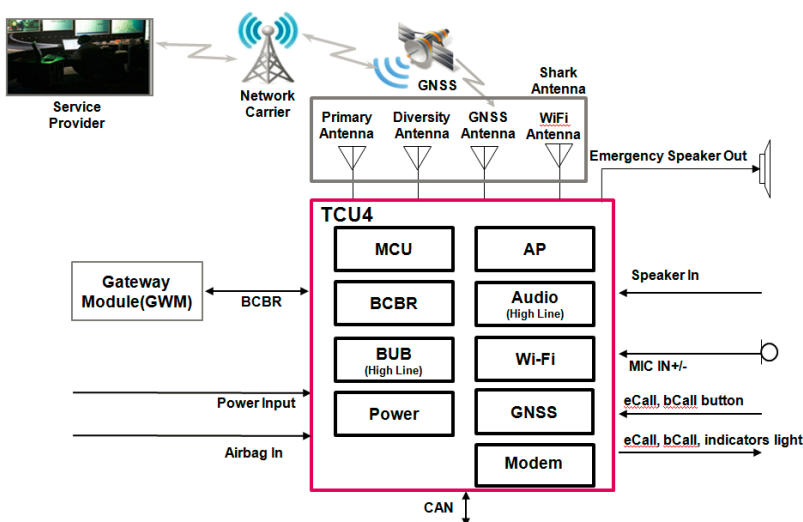 Service
Provider
Network
Carrier
GNSS
Shark
Antenna
Primary
Antenna
Diversity
Antenna
GNSS
Antenna
WiFi
Antenna
Emergency Speaker Out
TCU4
MCU
AP
Gateway
Module(GWM)
BCBR
BCBR
Audio
(High Line)
Speaker In
BUB
(High Line)
Wi-Fi
MIC IN+/-
Power Input
Power
GNSS
eCall, bCall button
Airbag In
Modem
eCall, bCall, indicators light
CAN